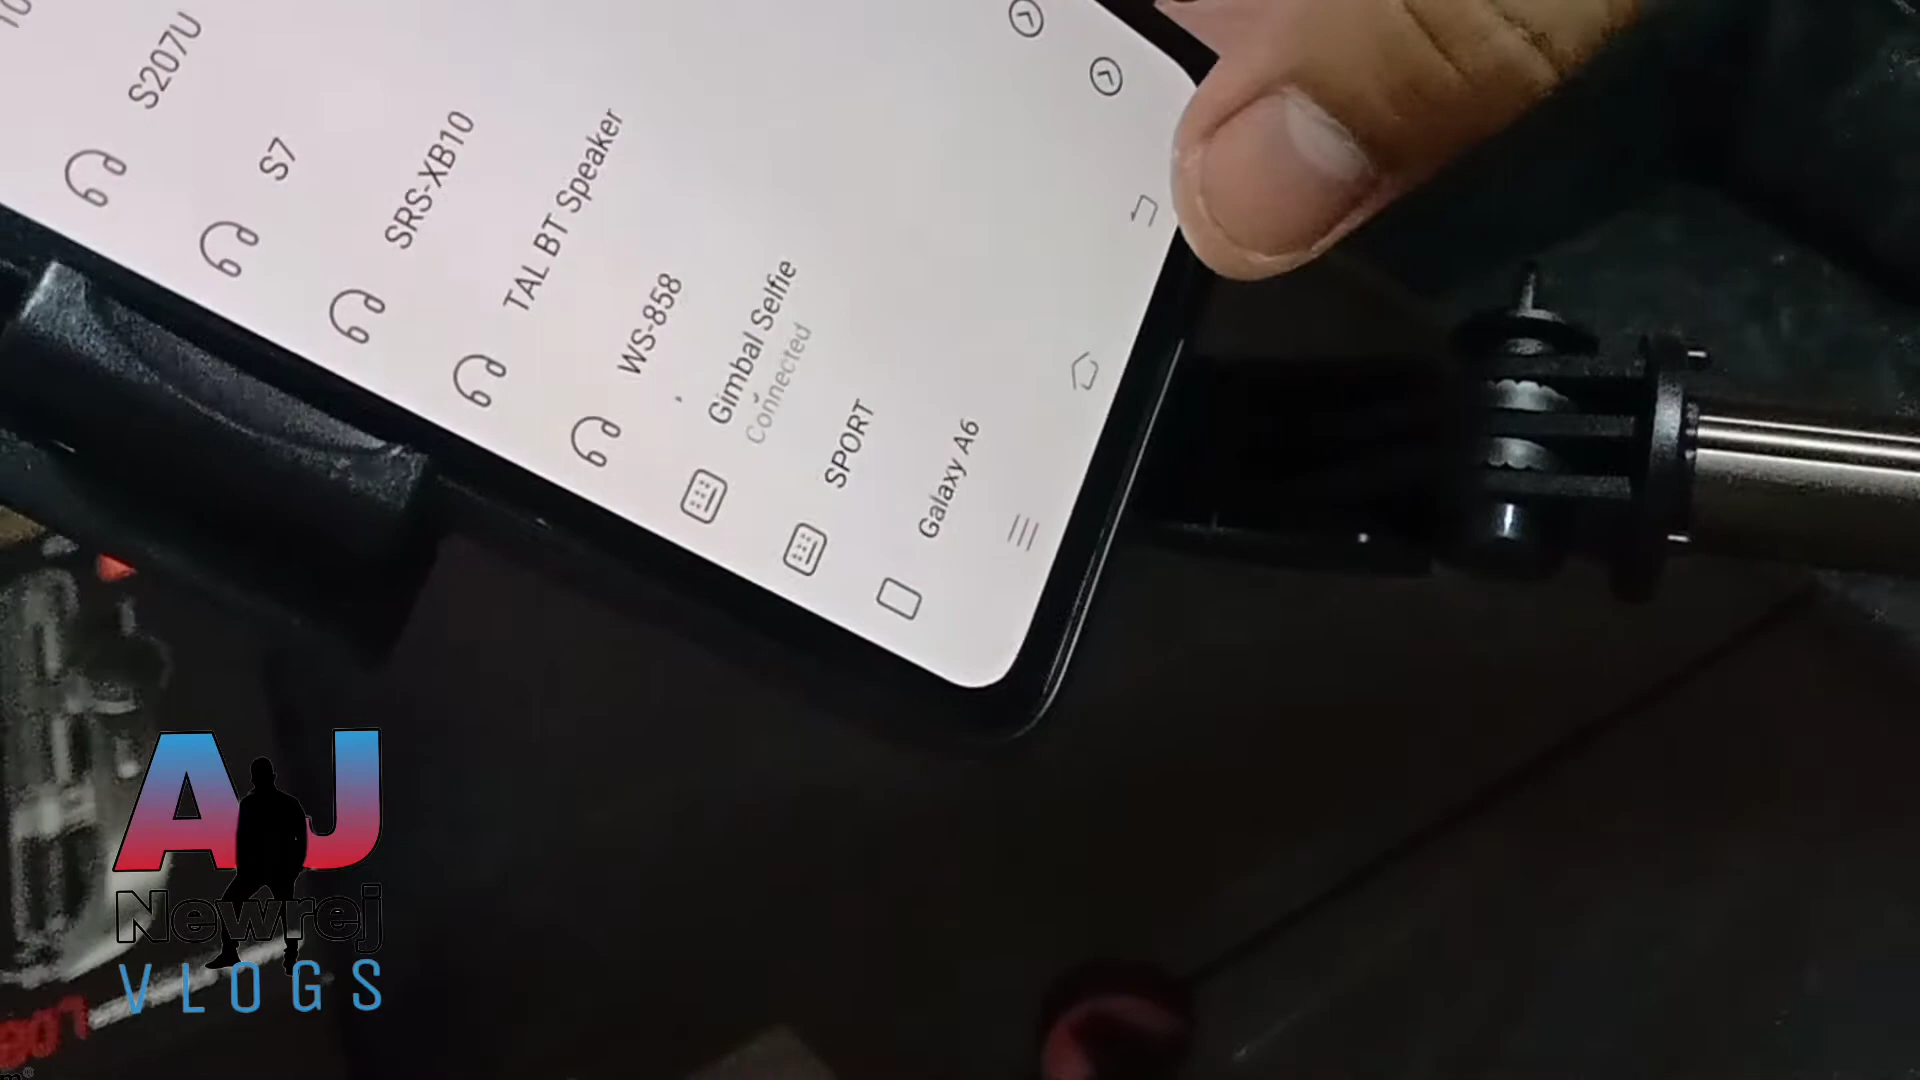 S207U
S7
SRS-XB10
TAL BT Speaker
WS-858
Gimbal Selfie
Connected
SPORT
Galaxy A6
AJ
Newrej
VLOGS